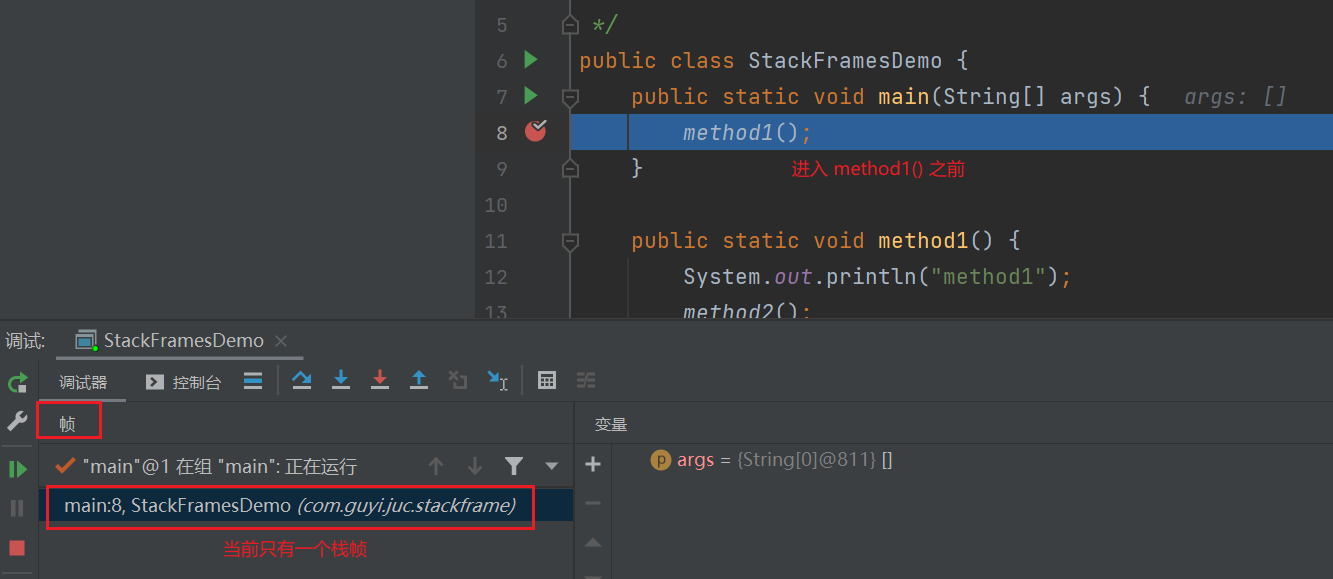 5 */
6 public class StackFramesDemo {
7 public static void main(String[] args) { args: []
8 method1();
9 } 进入 method1() 之前
10
11 public static void method1() {
12 System.out.println("method1");
13 method2();
调试: StackFramesDemo
调试器 控制台
帧 变量
"main"@1 在组 "main": 正在运行
p args = {String[0]@811} []
main:8, StackFramesDemo (com.guyi.juc.stackframe)
当前只有一个栈帧